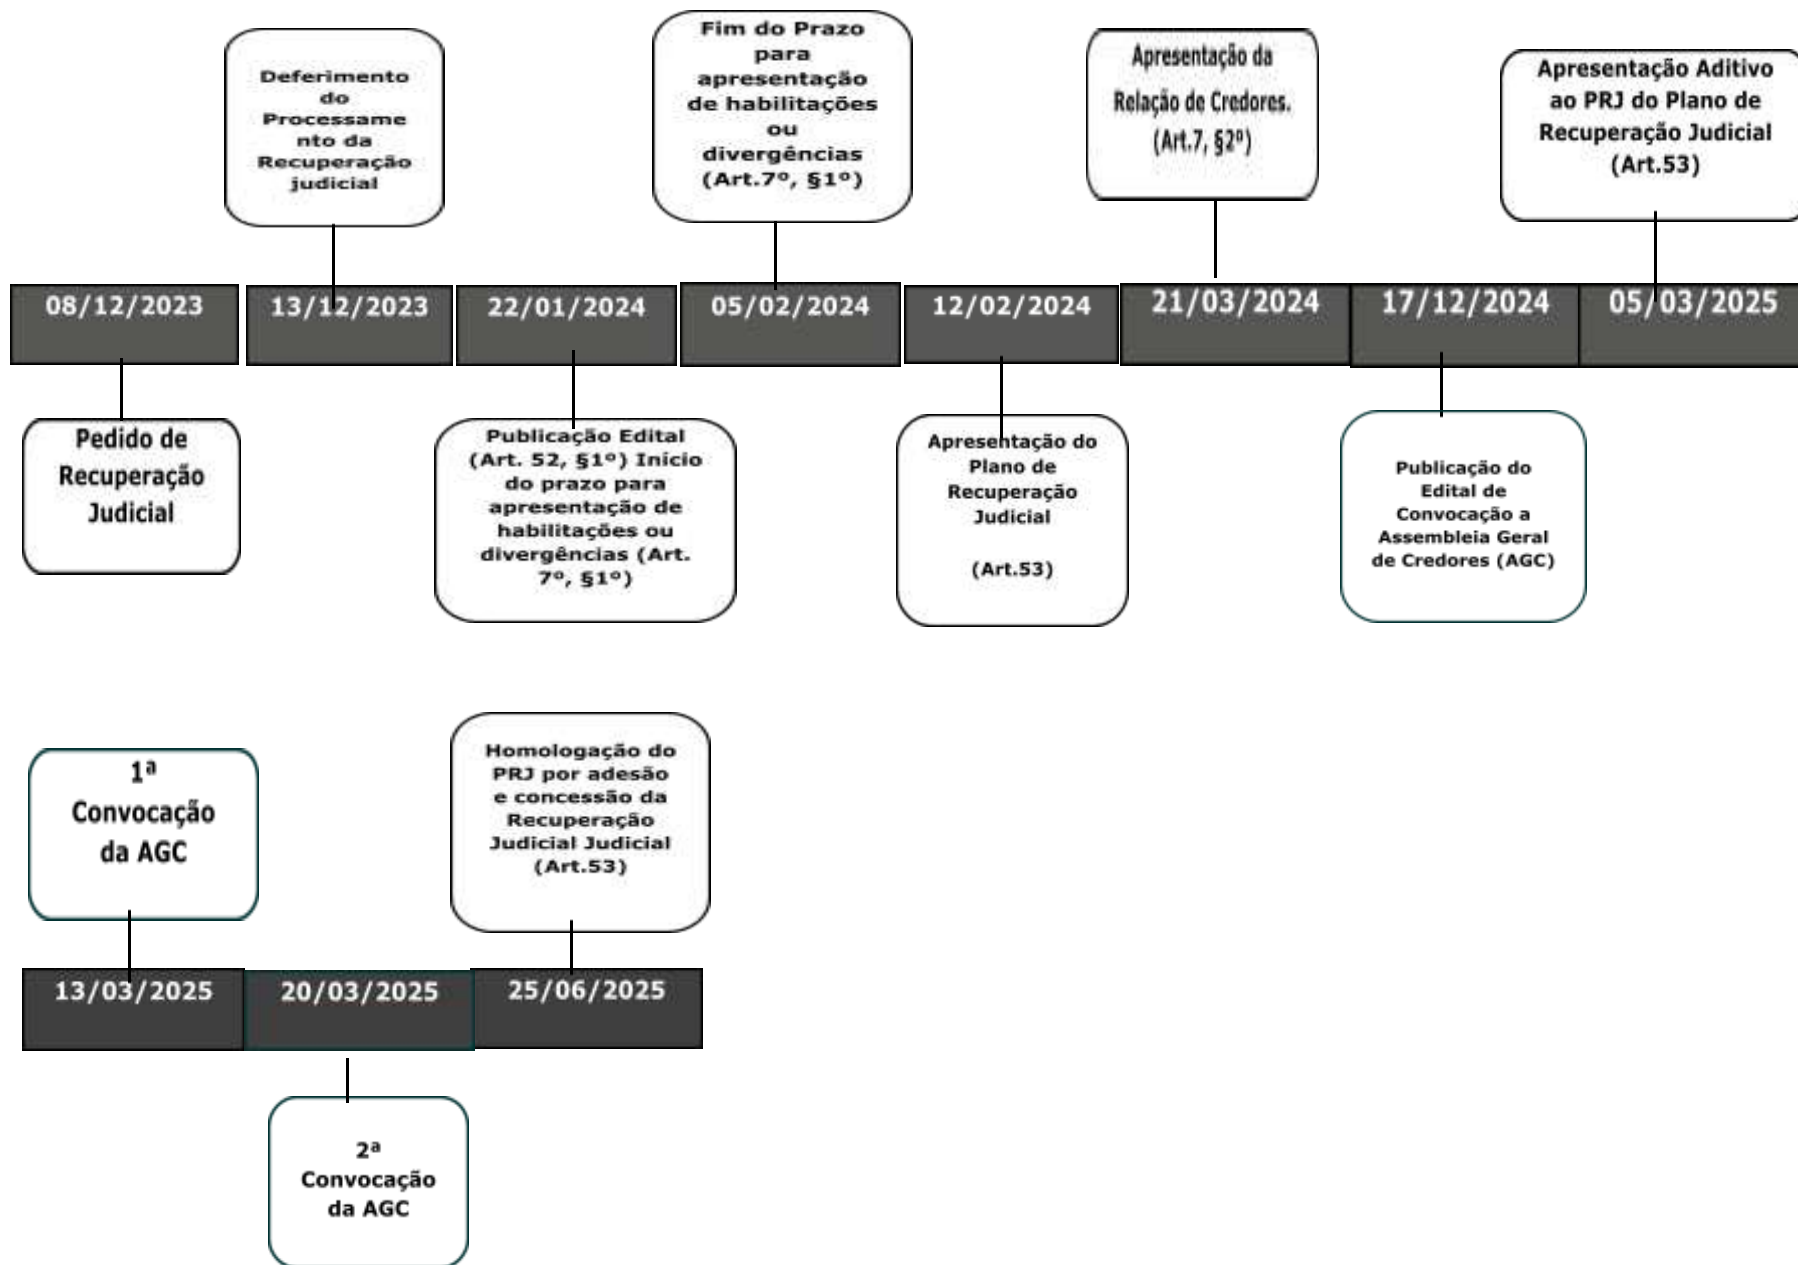 Deferimento
do
Processame
nto da
Recuperação
judicial
Fim do Prazo
para
apresentação
de habilitações
ou
divergências
(Art.7º, §1º)
Apresentação da
Relação de Credores.
(Art.7, §2º)
Apresentação Aditivo
ao PRJ do Plano de
Recuperação Judicial
(Art.53)
08/12/2023
13/12/2023
22/01/2024
05/02/2024
12/02/2024
21/03/2024
17/12/2024
05/03/2025
Pedido de
Recuperação
Judicial
Publicação Edital
(Art. 52, §1º) Início
do prazo para
apresentação de
habilitações ou
divergências (Art.
7º, §1º)
Apresentação do
Plano de
Recuperação
Judicial
(Art.53)
Publicação do
Edital de
Convocação a
Assembleia Geral
de Credores (AGC)
1ª
Convocação
da AGC
Homologação do
PRJ por adesão
e concessão da
Recuperação
Judicial Judicial
(Art.53)
13/03/2025
20/03/2025
25/06/2025
2ª
Convocação
da AGC